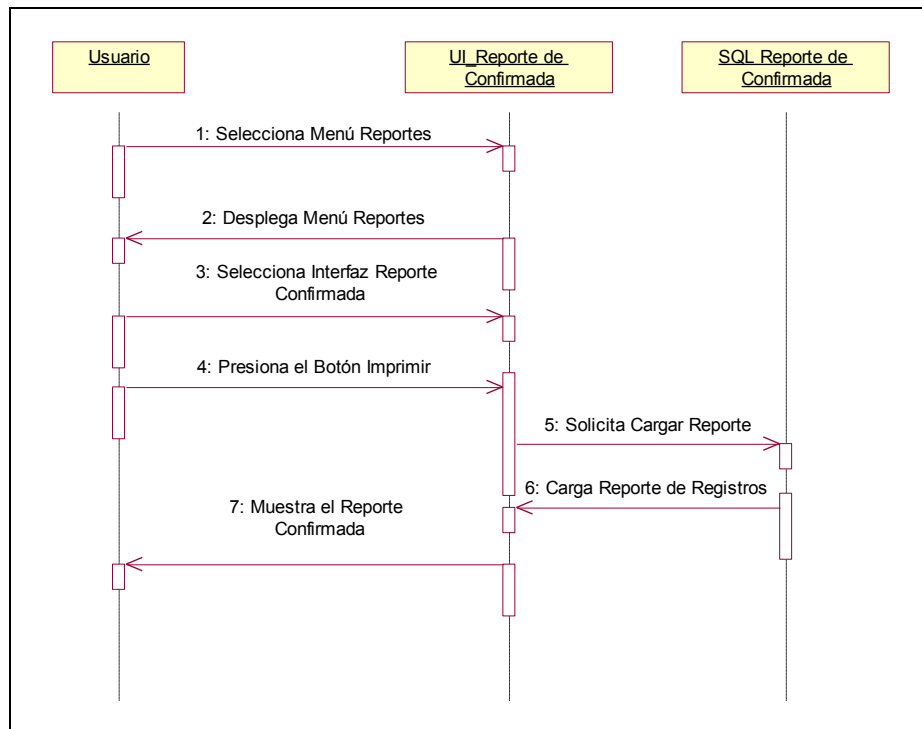 Usuario
UI_Reporte de
Confirmada
SQL Reporte de
Confirmada
1: Selecciona Menú Reportes
2: Desplega Menú Reportes
3: Selecciona Interfaz Reporte
Confirmada
4: Presiona el Botón Imprimir
5: Solicita Cargar Reporte
6: Carga Reporte de Registros
7: Muestra el Reporte
Confirmada